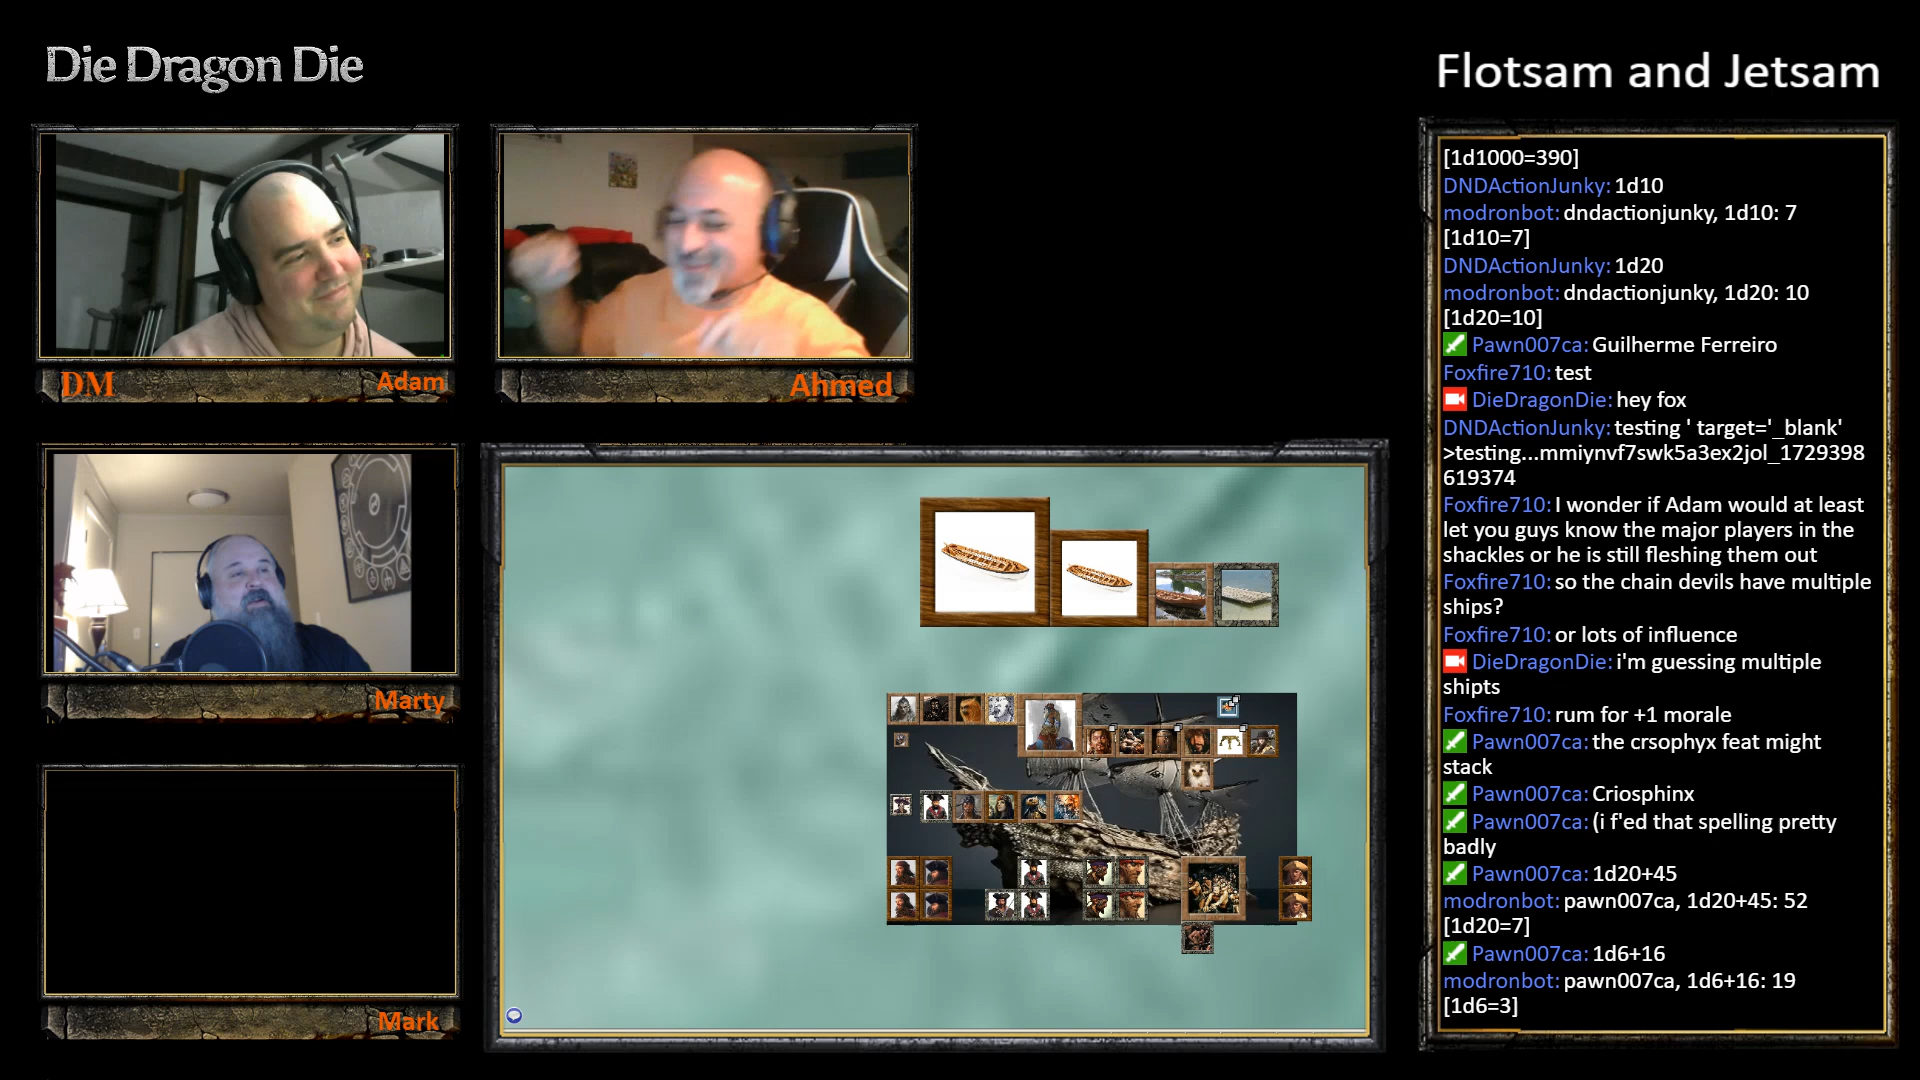 Die Dragon Die
Flotsam and Jetsam
DM
Adam
Ahmed
Marty
Mark
[1d1000=390]
DNDActionJunky: 1d10
modronbot: dndactionjunky, 1d10: 7
[1d10=7]
DNDActionJunky: 1d20
modronbot: dndactionjunky, 1d20: 10
[1d20=10]
Pawn007ca: Guilherme Ferreiro
Foxfire710: test
DieDragonDie: hey fox
DNDActionJunky: testing ' target='_blank'
>testing...mmiynvf7swk5a3ex2jol_1729398
619374
Foxfire710: I wonder if Adam would at least
let you guys know the major players in the
shackles or he is still fleshing them out
Foxfire710: so the chain devils have multiple
ships?
Foxfire710: or lots of influence
DieDragonDie: i'm guessing multiple
shipts
Foxfire710: rum for +1 morale
Pawn007ca: the crsophyx feat might
stack
Pawn007ca: Criosphinx
Pawn007ca: (i f'ed that spelling pretty
badly
Pawn007ca: 1d20+45
modronbot: pawn007ca, 1d20+45: 52
[1d20=7]
Pawn007ca: 1d6+16
modronbot: pawn007ca, 1d6+16: 19
[1d6=3]